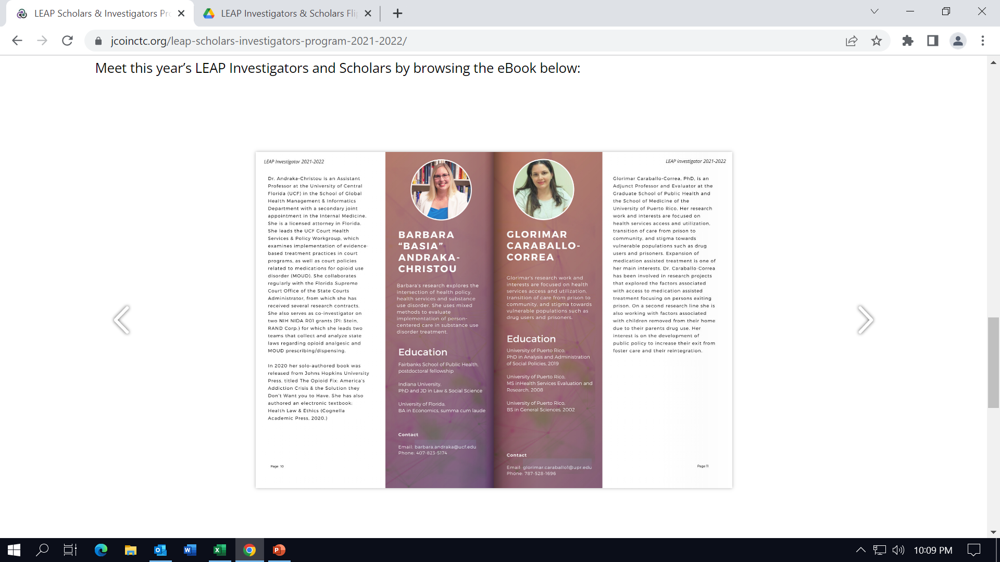 LEAP Scholars & Investigators Pr
LEAP Investigators & Scholars Fli
jcoinctc.org/leap-scholars-investigators-program-2021-2022/
Meet this year’s LEAP Investigators and Scholars by browsing the eBook below:
LEAP Investigator 2021-2022
Dr. Andraka-Christou is an Assistant
Professor at the University of Central
Florida (UCF) in the School of Global
Health Management & Informatics
Department with a secondary joint
appointment in the Internal Medicine.
She is a licensed attorney in Florida.
She leads the UCF Court Health
Services & Policy Workgroup, which
examines implementation of evidence-
based treatment practices in court
programs, as well as court policies
related to medications for opioid use
disorder (MOUD). She collaborates
regularly with the Florida Supreme
Court Office of the State Courts
Administrator, from which she has
received several research contracts.
She also serves as co-investigator on
two NIH NIDA R01 grants (PI: Stein,
RAND Corp.) for which she leads two
teams that collect and analyze state
laws regarding opioid analgesic and
MOUD prescribing/dispensing.
In 2020 her solo-authored book was
released from Johns Hopkins University
Press, titled The Opioid Fix: America’s
Addiction Crisis & the Solution they
Don’t Want you to Have. She has also
authored an electronic textbook:
Health Law & Ethics (Cognella
Academic Press, 2020.)
Page 10
BARBARA
“BASIA”
ANDRAKA-
CHRISTOU
Barbara's research explores the
intersection of health policy,
health services and substance
use disorder. She uses mixed
methods to evaluate
implementation of person-
centered care in substance use
disorder treatment.
Education
Fairbanks School of Public Health,
postdoctoral fellowship
Indiana University,
PhD and JD in Law & Social Science
University of Florida,
BA in Economics, summa cum laude
Contact
Email: barbara.andraka@ucf.edu
Phone: 407-823-5174
GLORIMAR
CARABALLO-
CORREA
Glorimar's research work and
interests are focused on health
services access and utilization,
transition of care from prison to
community, and stigma towards
vulnerable populations such as
drug users and prisoners.
Education
University of Puerto Rico,
PhD in Analysis and Administration
of Social Policies, 2019
University of Puerto Rico,
MS inHealth Services Evaluation and
Research, 2008
University of Puerto Rico,
BS in General Sciences, 2002
Contact
Email: glorimar.caraballo1@upr.edu
Phone: 787-528-1696
LEAP Investigator 2021-2022
Glorimar Caraballo-Correa, PhD, is an
Adjunct Professor and Evaluator at the
Graduate School of Public Health and
the School of Medicine of the
University of Puerto Rico. Her research
work and interests are focused on
health services access and utilization,
transition of care from prison to
community, and stigma towards
vulnerable populations such as drug
users and prisoners. Expansion of
medication assisted treatment is one of
her main interests. Dr. Caraballo-Correa
has been involved in research projects
that explored the factors associated
with access to medication assisted
treatment focusing on persons exiting
prison. On a second research line she is
also working with factors associated
with children removed from their home
due to their parents drug use. Her
interest is on the development of
public policy to increase their exit from
foster care and their reintegration.
Page 11
10:09 PM